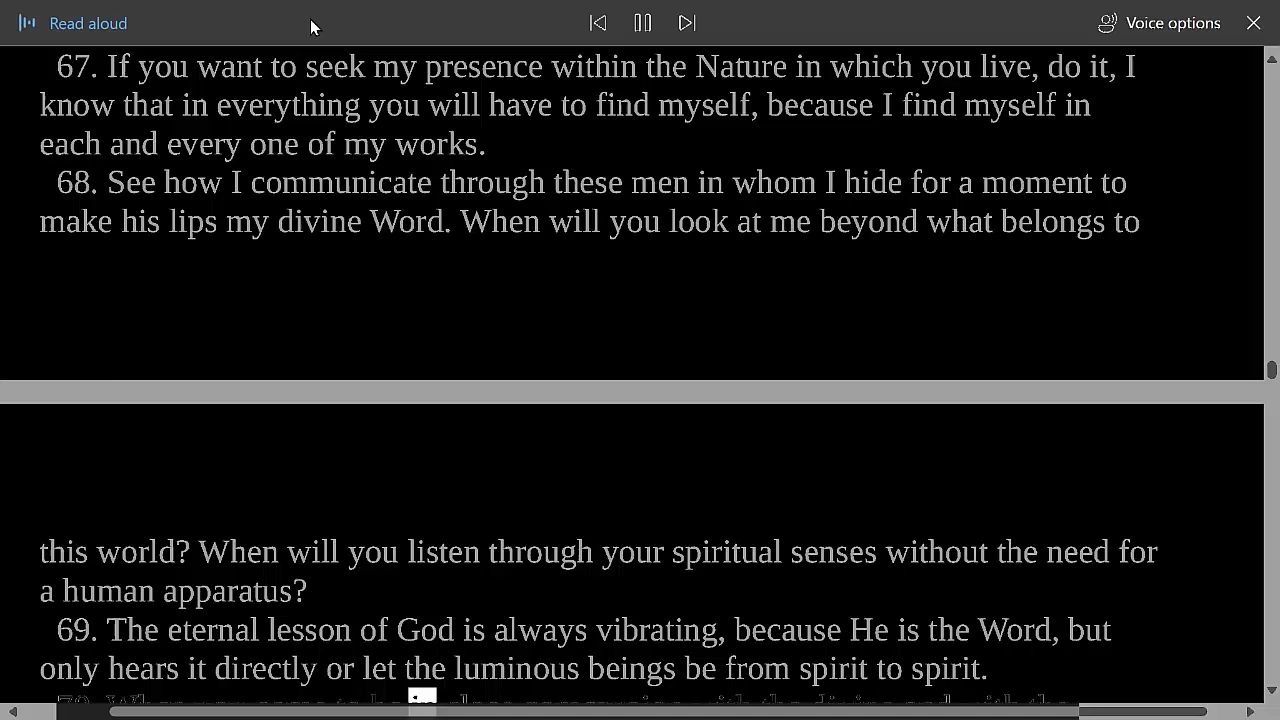 Read aloud
Voice options
67. If you want to seek my presence within the Nature in which you live, do it, I
know that in everything you will have to find myself, because I find myself in
each and every one of my works.
68. See how I communicate through these men in whom I hide for a moment to
make his lips my divine Word. When will you look at me beyond what belongs to
this world? When will you listen through your spiritual senses without the need for
a human apparatus?
69. The eternal lesson of God is always vibrating, because He is the Word, but
only hears it directly or let the luminous beings be from spirit to spirit.